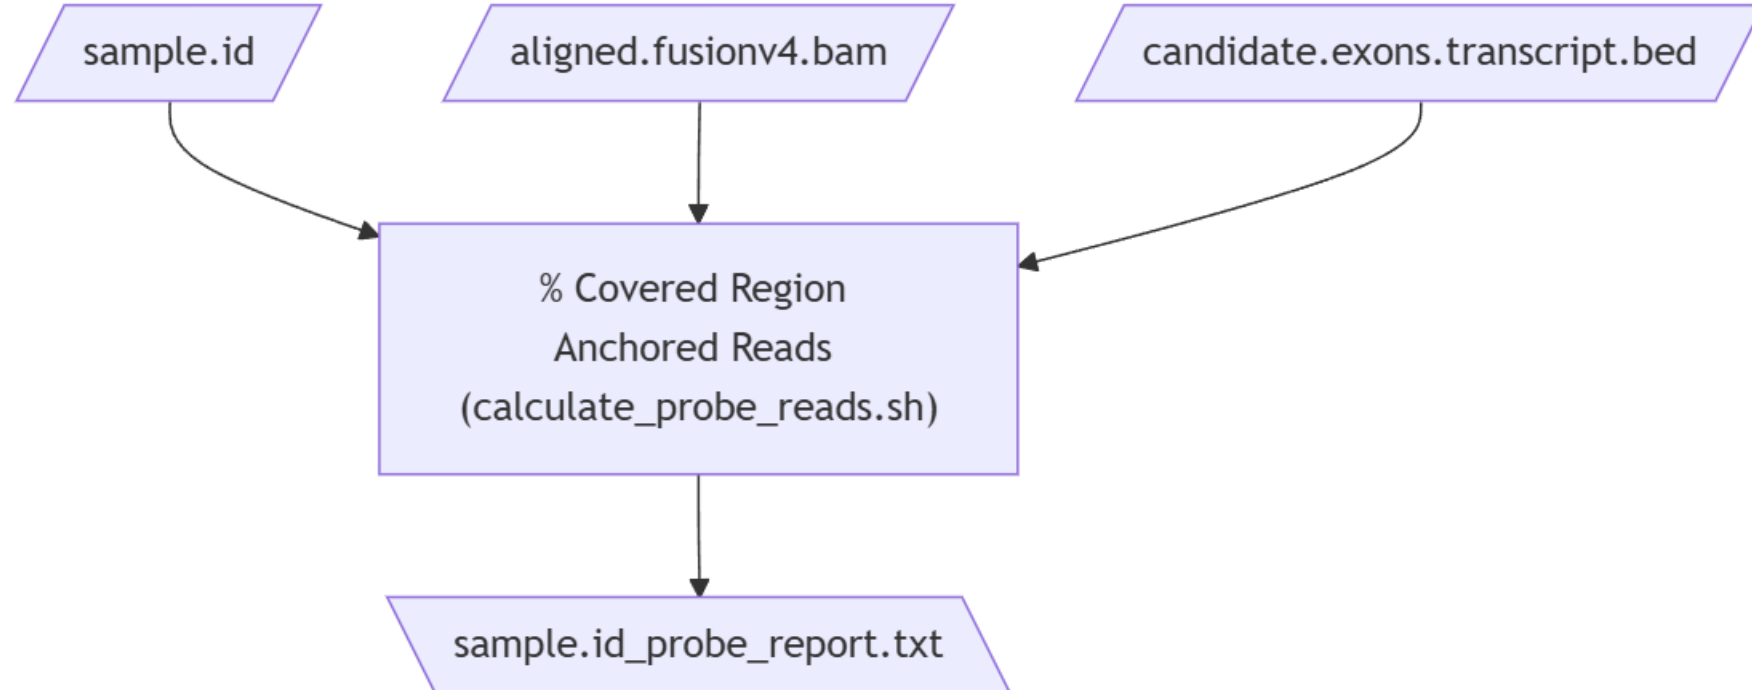 sample.id
aligned.fusionv4.bam
candidate.exons.transcript.bed
% Covered Region
Anchored Reads
(calculate_probe_reads.sh)
sample.id_probe_report.txt